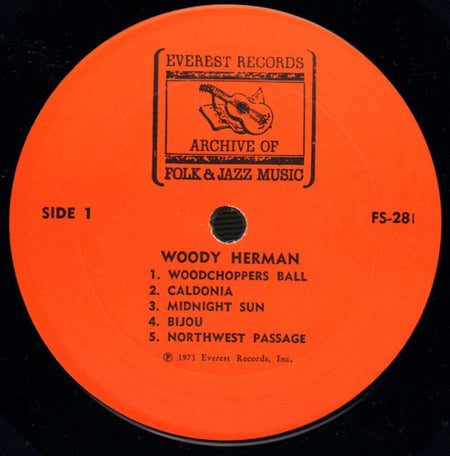 EVEREST RECORDS
ARCHIVE OF
FOLK & JAZZ MUSIC
SIDE 1
FS-281
WOODY HERMAN
1. WOODCHOPPERS BALL
2. CALDONIA
3. MIDNIGHT SUN
4. BIJOU
5. NORTHWEST PASSAGE
℗ 1973 Everest Records, Inc.